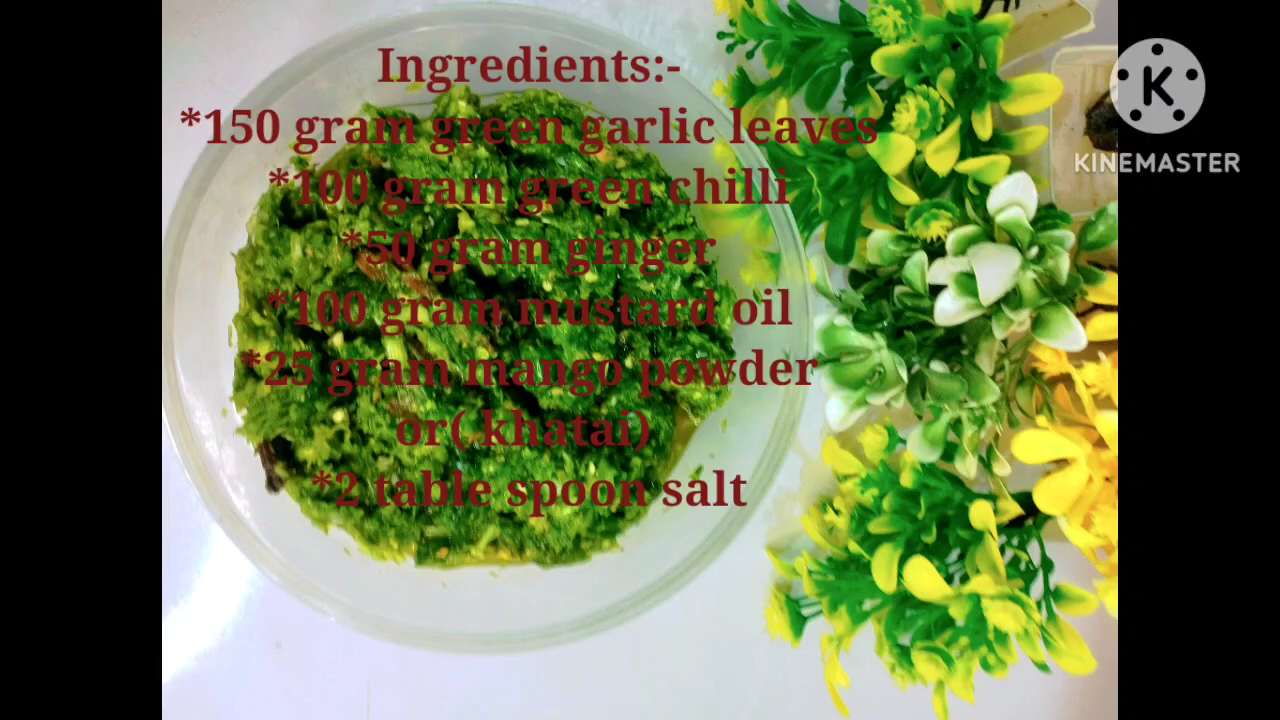 Ingredients:-
*150 gram green garlic leaves
*100 gram green chilli
*50 gram ginger
*100 gram mustard oil
*25 gram mango powder
or( khatai)
*2 table spoon salt
K
KINEMASTER